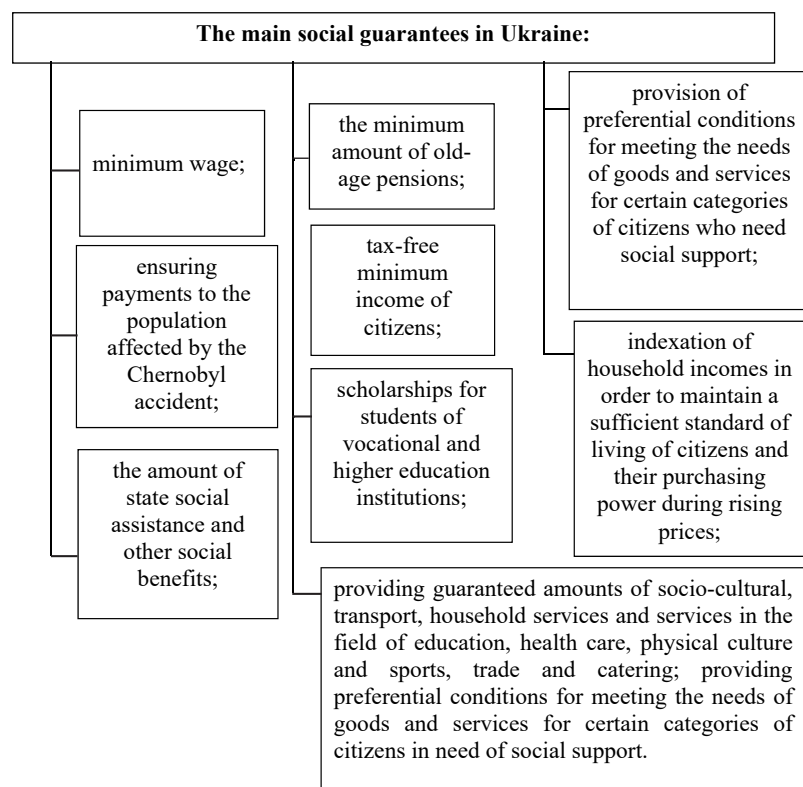 The main social guarantees in Ukraine:
minimum wage;
ensuring
payments to the
population
affected by the
Chernobyl
accident;
the amount of
state social
assistance and
other social
benefits;
the minimum
amount of old-
age pensions;
tax-free
minimum
income of
citizens;
scholarships for
students of
vocational and
higher education
institutions;
providing guaranteed amounts of socio-cultural,
transport, household services and services in the
field of education, health care, physical culture
and sports, trade and catering; providing
preferential conditions for meeting the needs of
goods and services for certain categories of
citizens in need of social support.
provision of
preferential conditions
for meeting the needs
of goods and services
for certain categories
of citizens who need
social support;
indexation of
household incomes in
order to maintain a
sufficient standard of
living of citizens and
their purchasing
power during rising
prices;